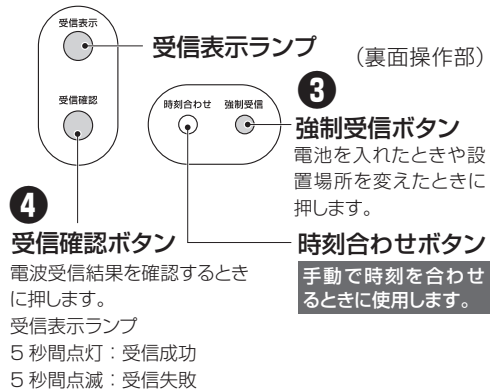 受信表示
受信表示ランプ
（裏面操作部）
受信確認
時刻合わせ 強制受信
❸
強制受信ボタン
電池を入れたときや設
置場所を変えたときに
押します。
❹
受信確認ボタン
電波受信結果を確認するとき
に押します。
受信表示ランプ
5 秒間点灯：受信成功
5 秒間点滅：受信失敗
時刻合わせボタン
手動で時刻を合わせ
るときに使用します。